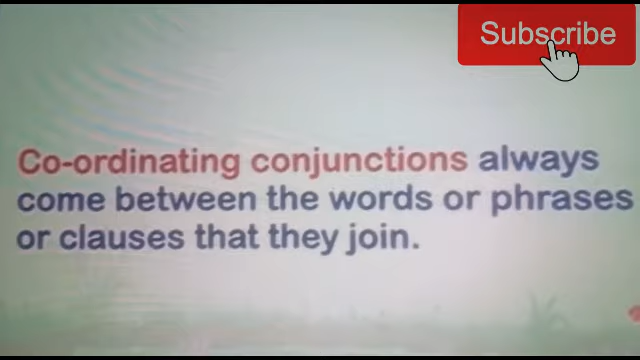 Subscribe
Co-ordinating conjunctions always
come between the words or phrases
or clauses that they join.